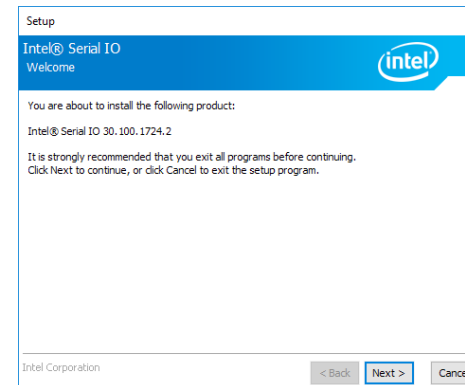 Setup
Intel® Serial IO
Welcome
intel
You are about to install the following product:
Intel® Serial IO 30.100.1724.2
It is strongly recommended that you exit all programs before continuing.
Click Next to continue, or click Cancel to exit the setup program.
Intel Corporation
< Back Next > Cance